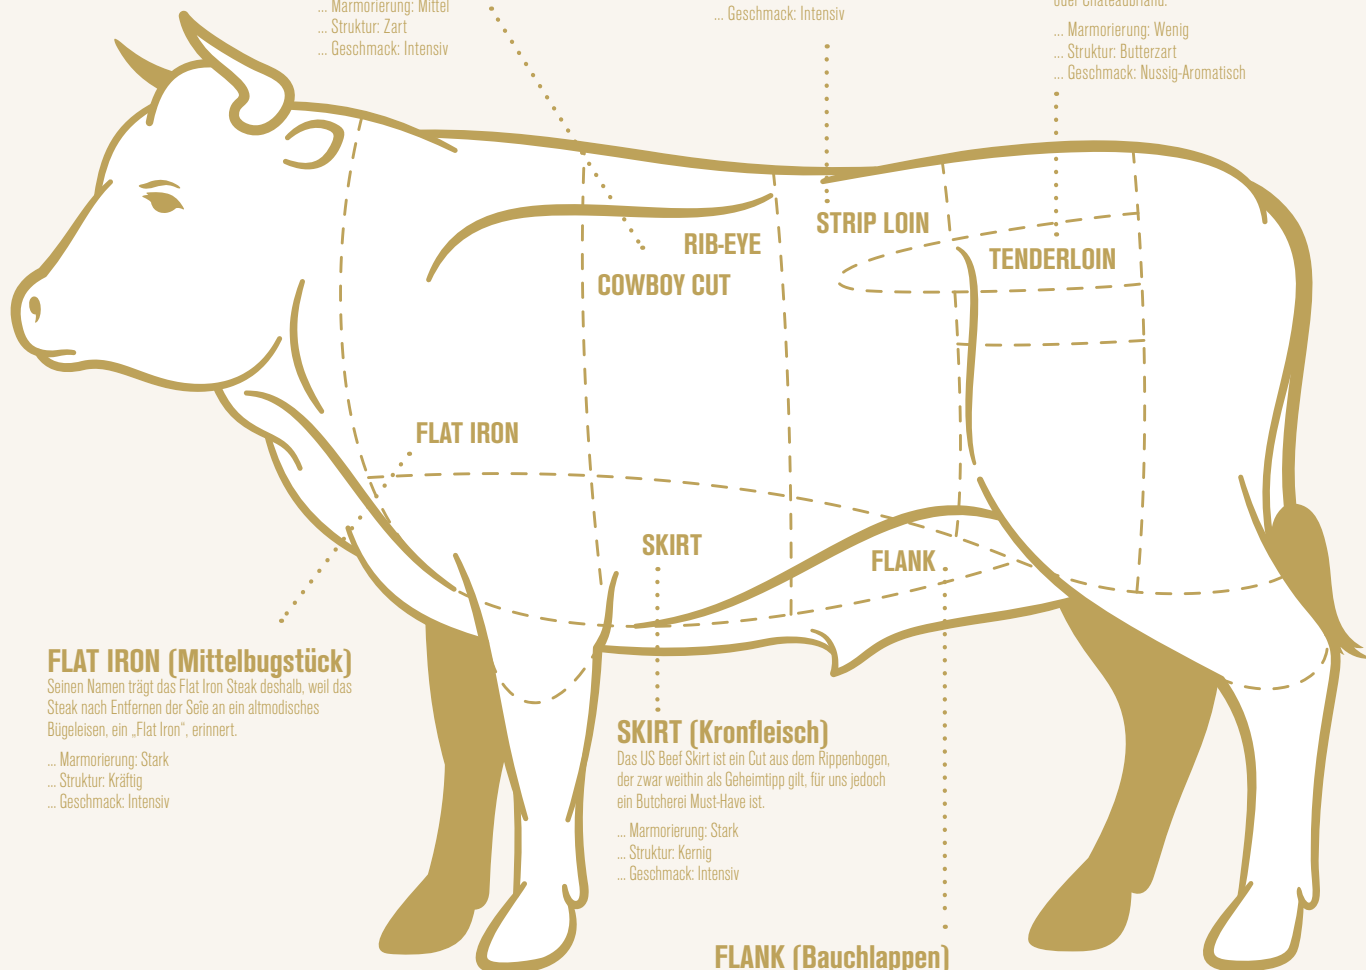 ... Marmorierung: Mittel
... Struktur: Zart
... Geschmack: Intensiv
... Geschmack: Intensiv
oder Chateaubriand.
... Marmorierung: Wenig
... Struktur: Butterzart
... Geschmack: Nussig-Aromatisch
STRIP LOIN
RIB-EYE
TENDERLOIN
COWBOY CUT
FLAT IRON
SKIRT
FLANK
FLAT IRON (Mittelbugstück)
Seinen Namen trägt das Flat Iron Steak deshalb, weil das
Steak nach Entfernen der Seîe an ein altmodisches
Bügeleisen, ein „Flat Iron“, erinnert.
... Marmorierung: Stark
... Struktur: Kräftig
... Geschmack: Intensiv
SKIRT (Kronfleisch)
Das US Beef Skirt ist ein Cut aus dem Rippenbogen,
der zwar weithin als Geheimtipp gilt, für uns jedoch
ein Butcherei Must-Have ist.
... Marmorierung: Stark
... Struktur: Kernig
... Geschmack: Intensiv
FLANK (Bauchlappen)